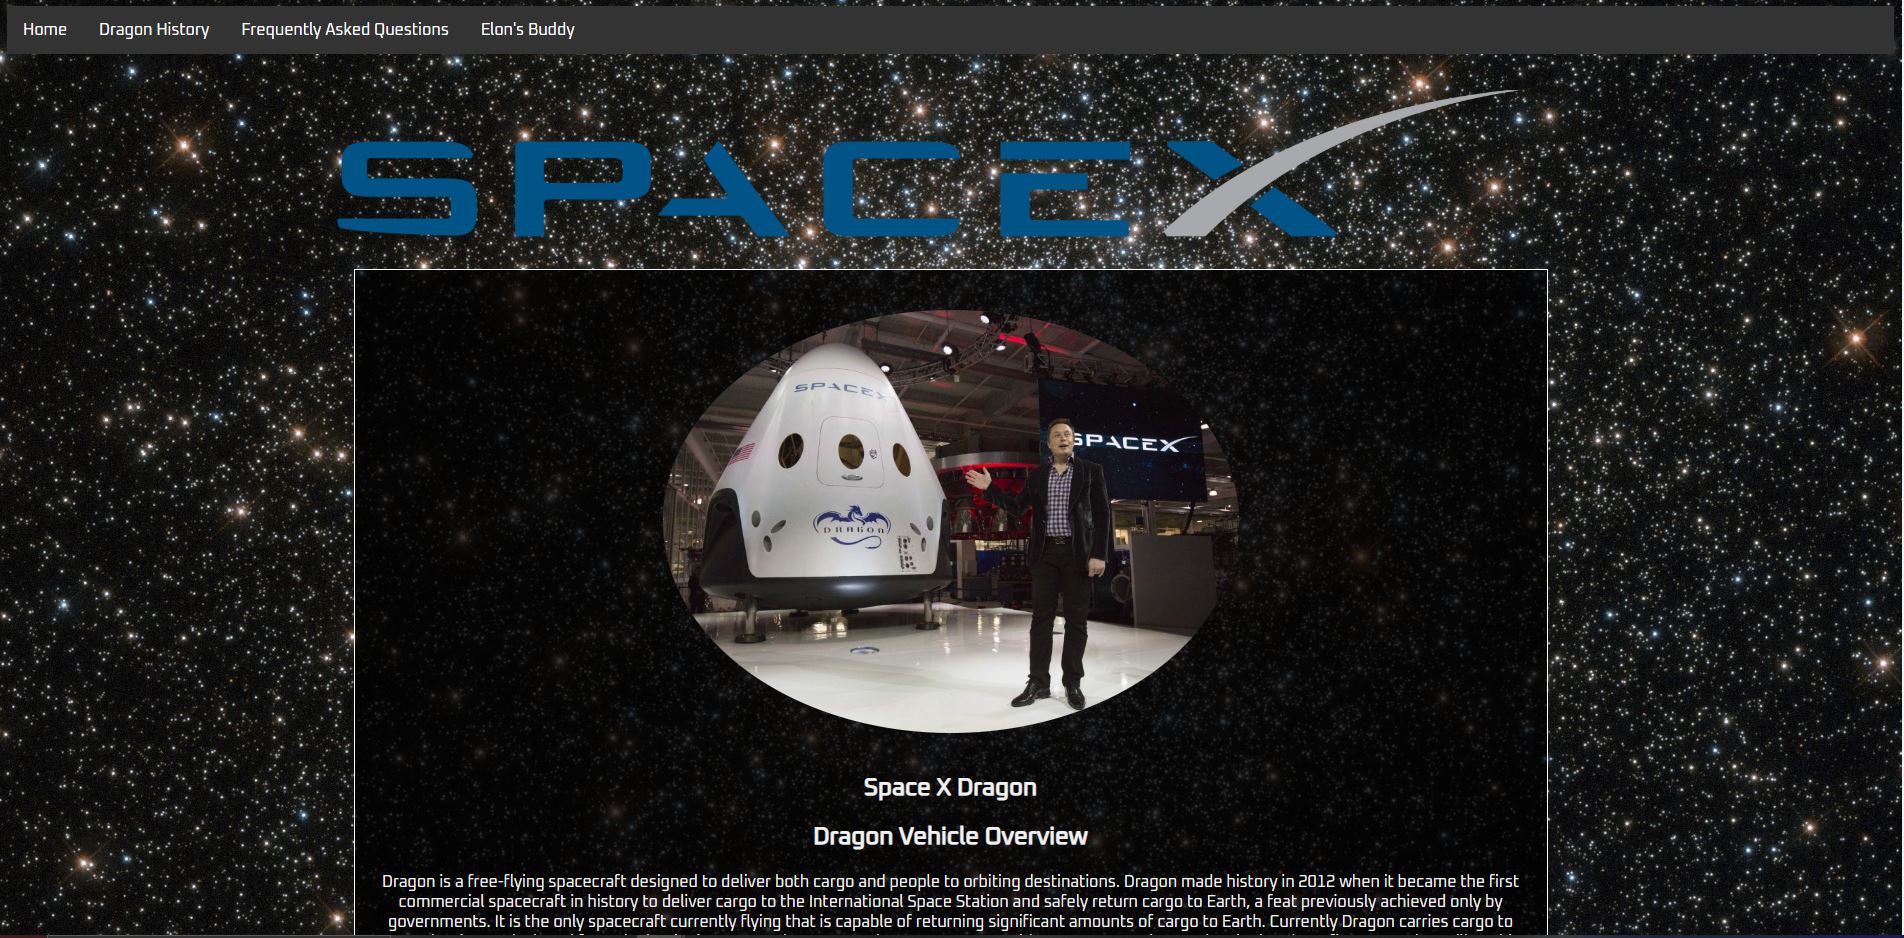 Home Dragon History Frequently Asked Questions Elon's Buddy
SPACEX
SPACEX
SPACEX
DRAGON
Space X Dragon
Dragon Vehicle Overview
Dragon is a free-flying spacecraft designed to deliver both cargo and people to orbiting destinations. Dragon made history in 2012 when it became the first
commercial spacecraft in history to deliver cargo to the International Space Station and safely return cargo to Earth, a feat previously achieved only by
governments. It is the only spacecraft currently flying that is capable of returning significant amounts of cargo to Earth. Currently Dragon carries cargo to